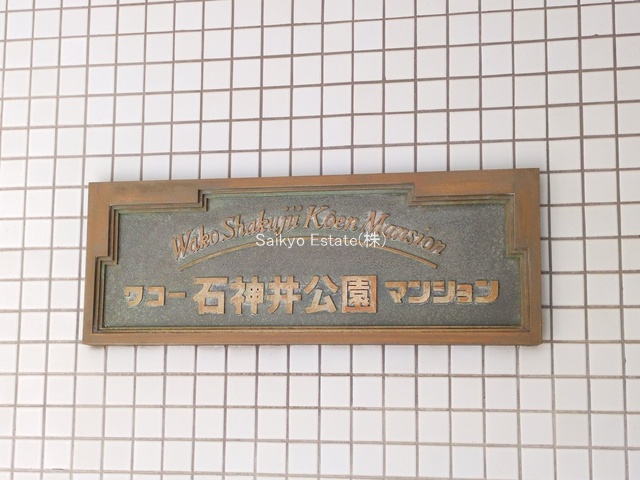 Wako Shakujii Koen Mansion
Saikyo Estate(株)
ワコー石神井公園マンション